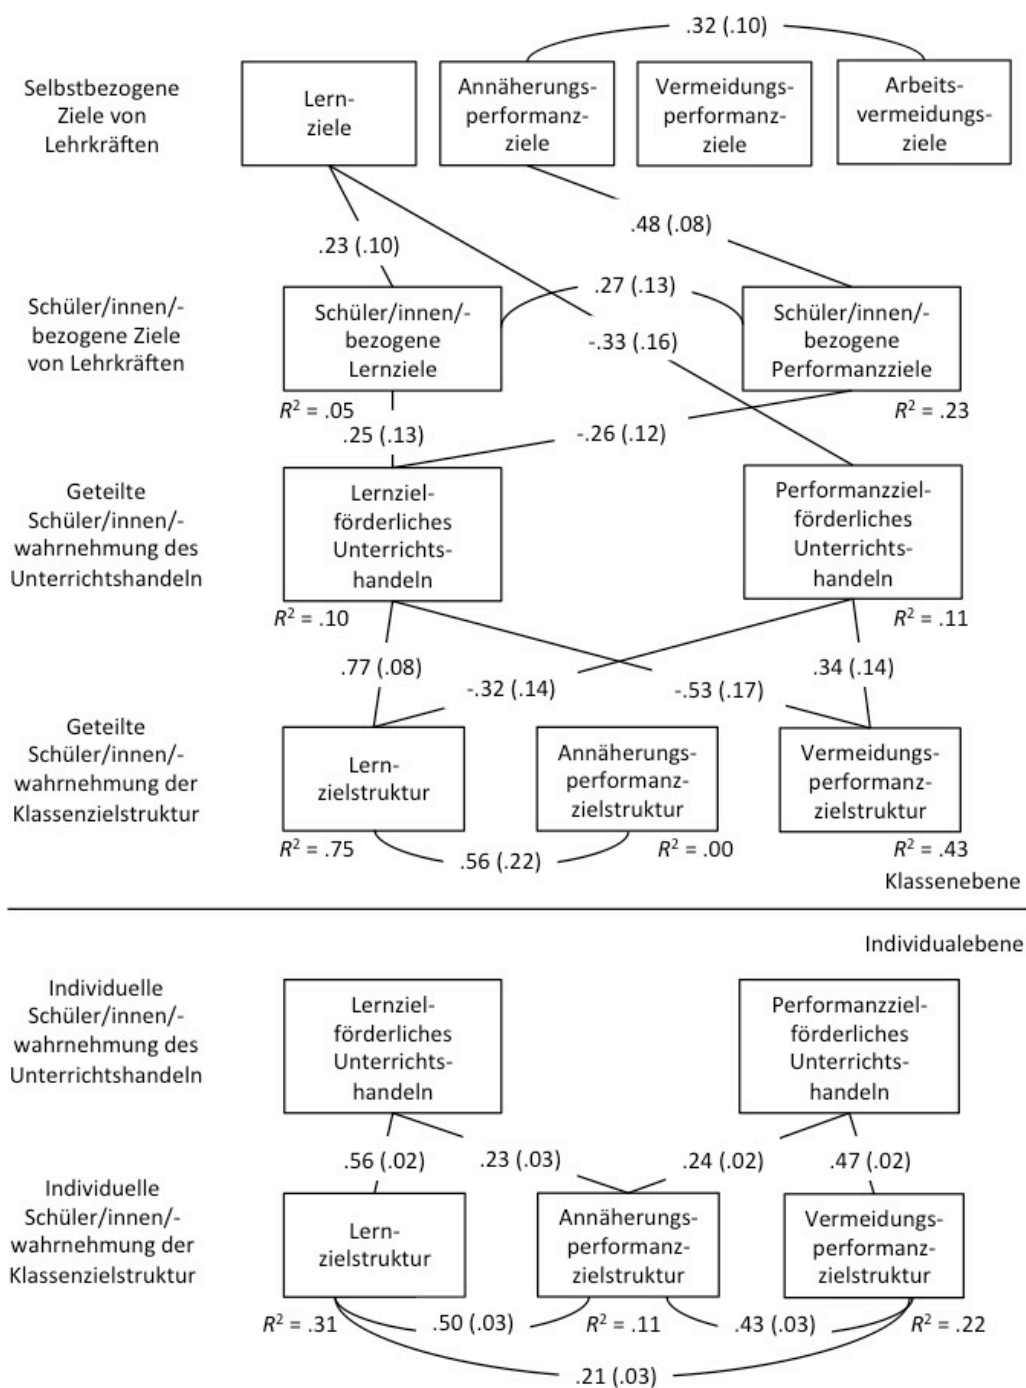 .32 (.10)
Selbstbezogene
Ziele von
Lehrkräften
Lern-
ziele
Annäherungs-
performanz-
ziele
Vermeidungs-
performanz-
ziele
Arbeits-
vermeidungs-
ziele
.23 (.10)
.48 (.08)
.27 (.13)
-.33 (.16)
Schüler/innen/-
bezogene Ziele
von Lehrkräften
Schüler/innen/-
bezogene
Lernziele
Schüler/innen/-
bezogene
Performanzziele
R² = .05
R² = .23
.25 (.13)
-.26 (.12)
Geteilte
Schüler/innen/-
wahrnehmung des
Unterrichtshandeln
Lernziel-
förderliches
Unterrichts-
handeln
Performanzziel-
förderliches
Unterrichts-
handeln
R² = .10
R² = .11
.77 (.08)
-.32 (.14)
-.53 (.17)
.34 (.14)
Geteilte
Schüler/innen/-
wahrnehmung der
Klassenzielstruktur
Lern-
zielstruktur
Annäherungs-
performanz-
zielstruktur
Vermeidungs-
performanz-
zielstruktur
R² = .75
.56 (.22)
R² = .00
R² = .43
Klassenebene
Individualebene
Individuelle
Schüler/innen/-
wahrnehmung des
Unterrichtshandeln
Lernziel-
förderliches
Unterrichts-
handeln
Performanzziel-
förderliches
Unterrichts-
handeln
.56 (.02)
.23 (.03)
.24 (.02)
.47 (.02)
Individuelle
Schüler/innen/-
wahrnehmung der
Klassenzielstruktur
Lern-
zielstruktur
Annäherungs-
performanz-
zielstruktur
Vermeidungs-
performanz-
zielstruktur
R² = .31
.50 (.03)
R² = .11
.43 (.03)
R² = .22
.21 (.03)